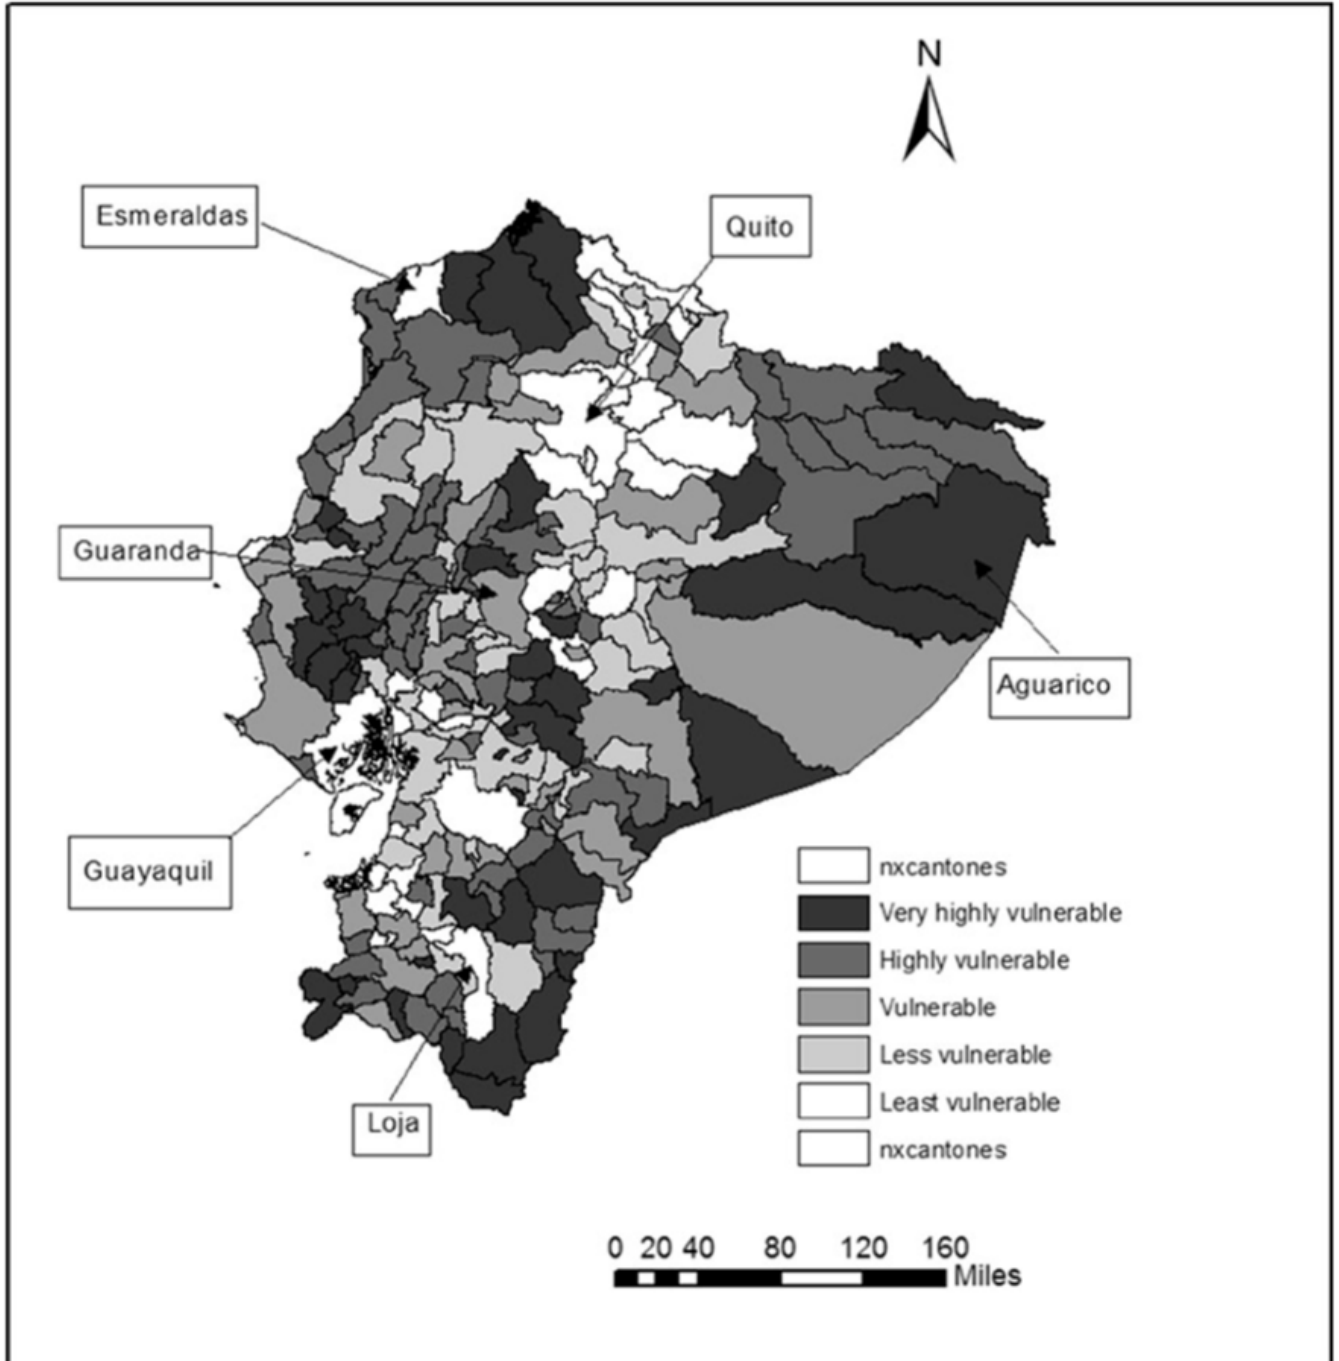 N
Esmeraldas
Quito
Guaranda
Aguarico
Guayaquil
nxcantones
Very highly vulnerable
Highly vulnerable
Vulnerable
Less vulnerable
Least vulnerable
nxcantones
Loja
0 20 40 80 120 160
Miles